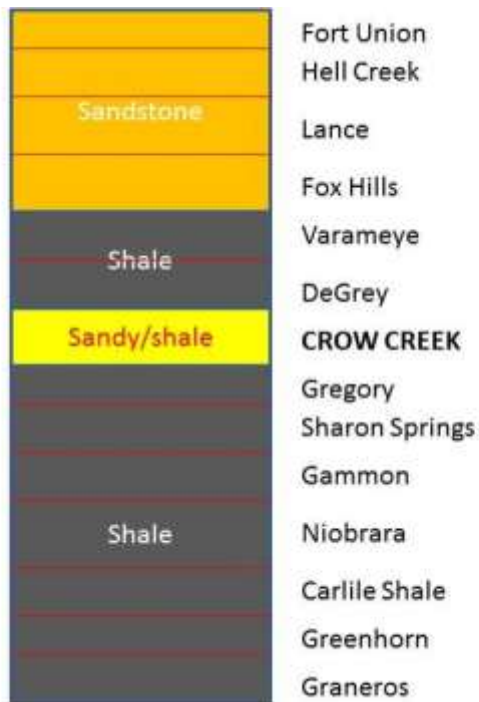 Fort Union
Hell Creek
Sandstone
Lance
Fox Hills
Varameye
Shale
DeGrey
Sandy/shale
CROW CREEK
Gregory
Sharon Springs
Gammon
Shale
Niobrara
Carlile Shale
Greenhorn
Graneros